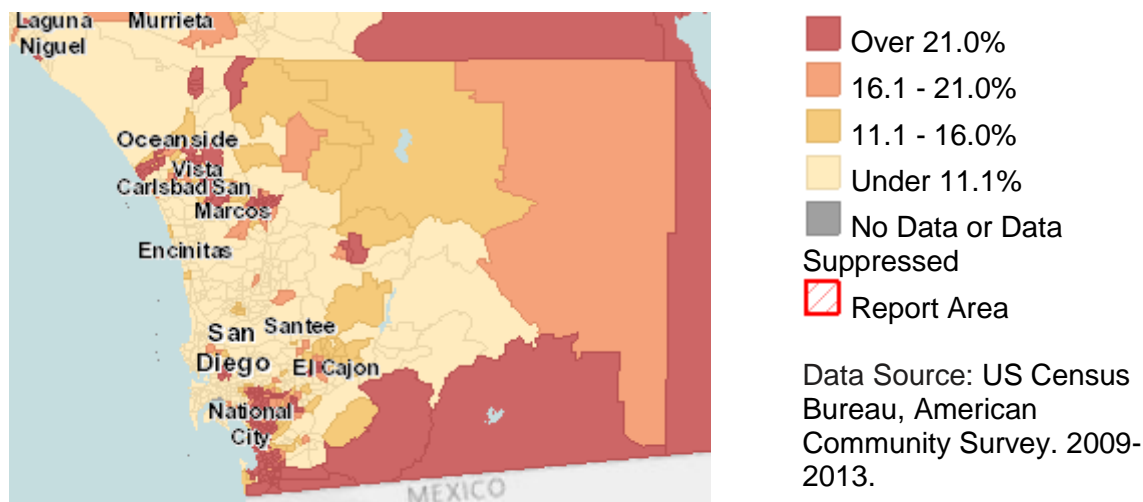 Laguna Murrieta
Niguel
Oceanside
Vista
Carlsbad San
Marcos
Encinitas
San Santee
Diego El Cajon
National
City
MEXICO
Over 21.0%
16.1 - 21.0%
11.1 - 16.0%
Under 11.1%
No Data or Data
Suppressed
Report Area
Data Source: US Census
Bureau, American
Community Survey. 2009-
2013.